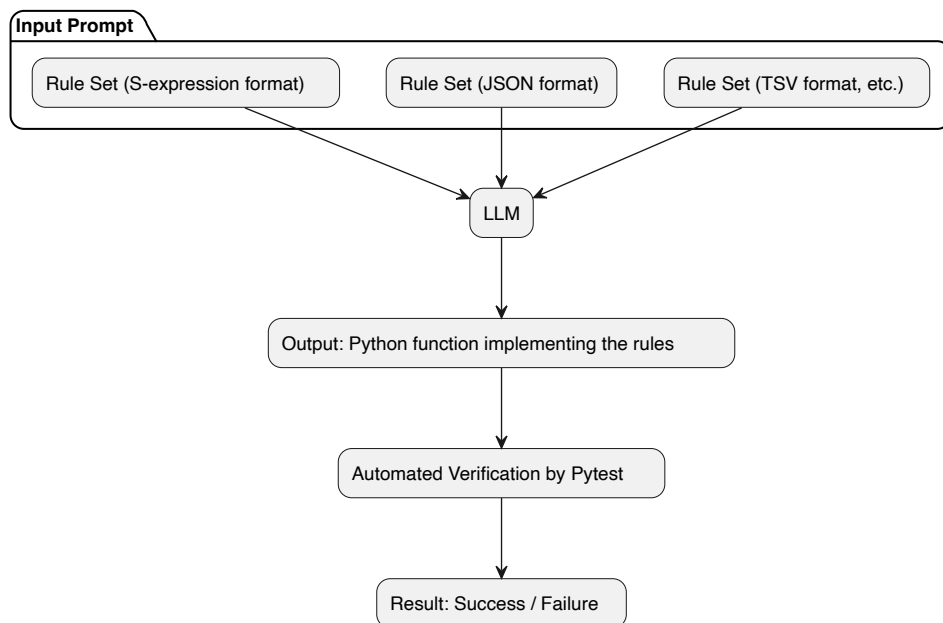 Input Prompt
Rule Set (S-expression format)
Rule Set (JSON format)
Rule Set (TSV format, etc.)
LLM
Output: Python function implementing the rules
Automated Verification by Pytest
Result: Success / Failure